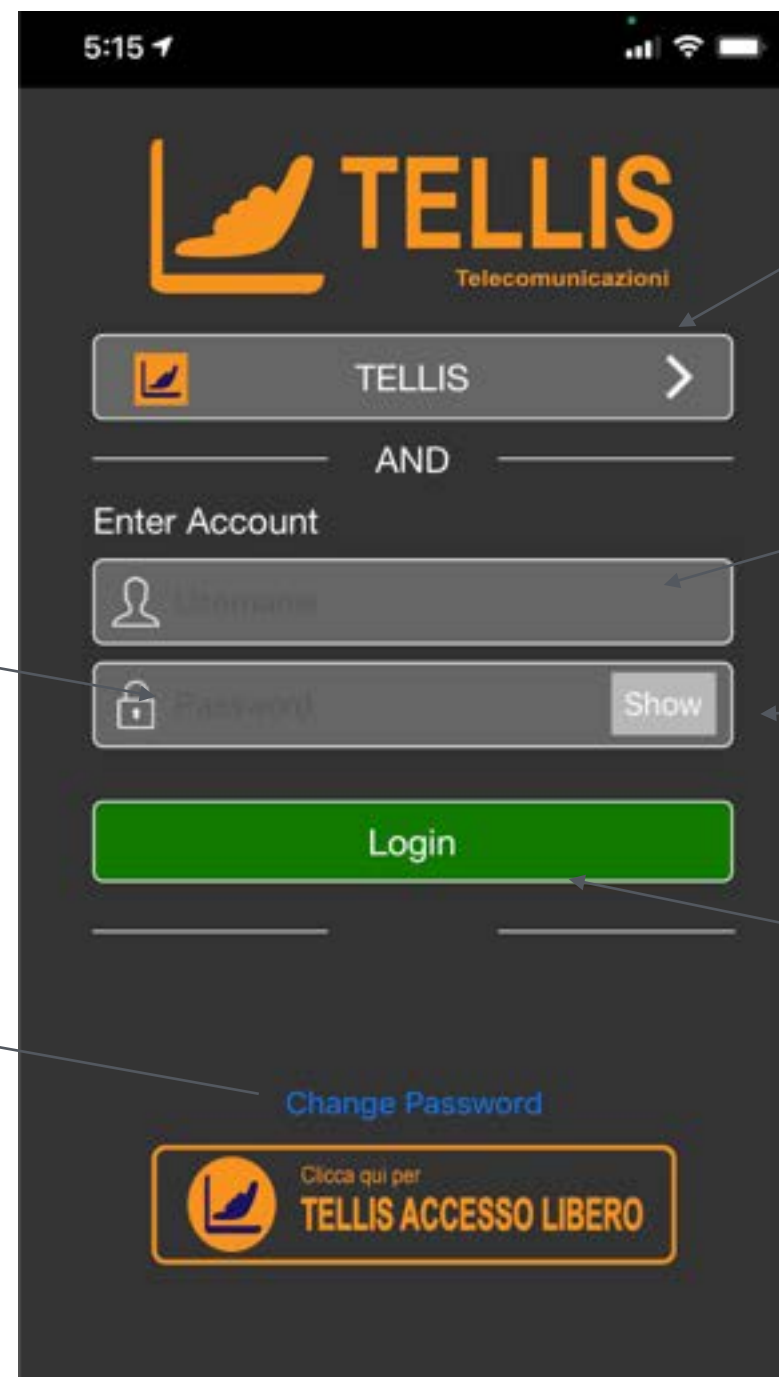 5:15
TELLIS
Telecomunicazioni
TELLIS
AND
Enter Account
Username
Password
Show
Login
Change Password
Clicca qui per
TELLIS ACCESSO LIBERO